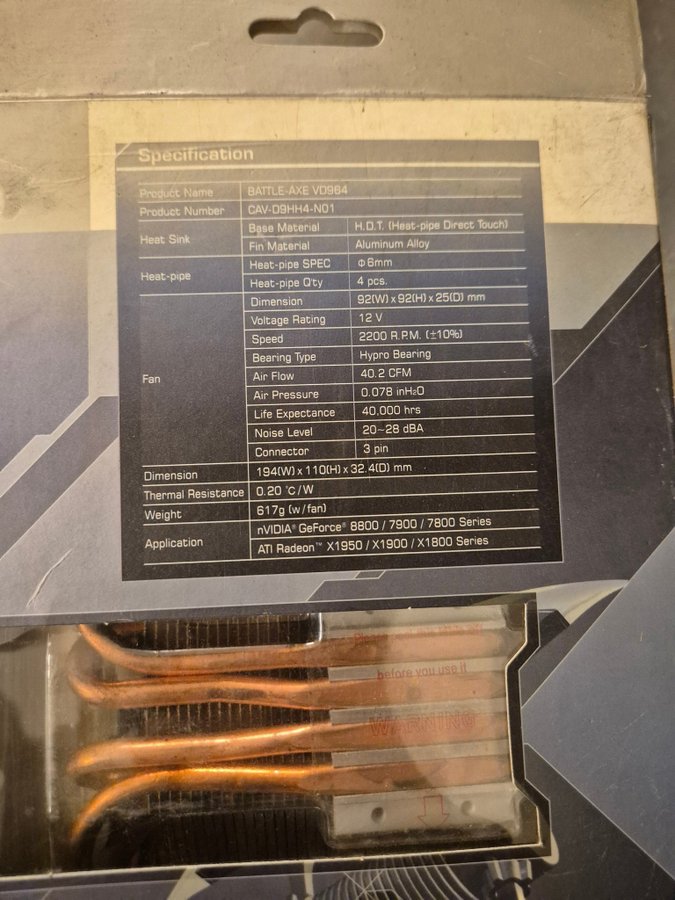 Specification
Product Name BATTLE-AXE VD964
Product Number CAV-D9HH4-N01
Heat Sink Base Material H.D.T. (Heat-pipe Direct Touch)
Fin Material Aluminum Alloy
Heat-pipe Heat-pipe SPEC Φ6mm
Heat-pipe Q'ty 4 pcs.
Fan Dimension 92(W) x 92(H) x 25(D) mm
Voltage Rating 12 V
Speed 2200 R.P.M. (±10%)
Bearing Type Hypro Bearing
Air Flow 40.2 CFM
Air Pressure 0.078 inH₂O
Life Expectance 40,000 hrs
Noise Level 20~28 dBA
Connector 3 pin
Dimension 194(W) x 110(H) x 32.4(D) mm
Thermal Resistance 0.20 °C/W
Weight 617g (w/fan)
Application nVIDIA® GeForce® 8800 / 7900 / 7800 Series
ATI Radeon™ X1950 / X1900 / X1800 Series
before you use it
WARNING